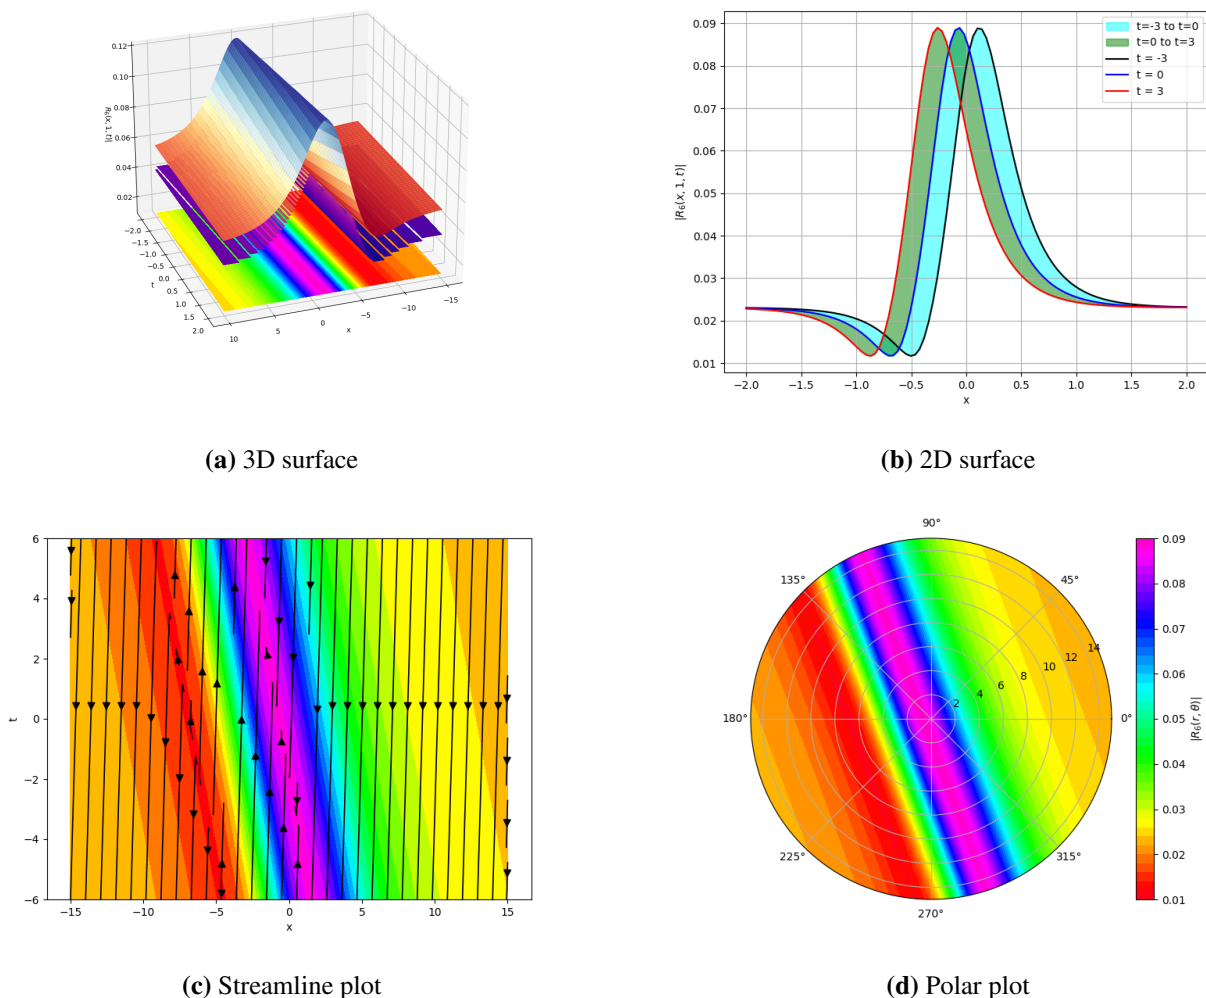 0.12
0.10
0.08
0.06
0.04
0.02
R₆(x, 1, t)|
-2.0
-1.5
-1.0
-0.5
0.0
0.5
1.0
1.5
2.0
t
10
5
0
-5
-10
-15
x
(a) 3D surface
0.09
0.08
0.07
0.06
0.05
0.04
0.03
0.02
0.01
|R₆(x, 1, t)|
t=-3 to t=0
t=0 to t=3
t = -3
t = 0
t = 3
−2.0 −1.5 −1.0 −0.5 0.0 0.5 1.0 1.5 2.0
x
(b) 2D surface
6
4
2
0
−2
−4
−6
t
−15 −10 −5 0 5 10 15
x
(c) Streamline plot
90°
135° 45°
180° 0°
225° 315°
270°
2 4 6 8 10 12 14
0.09
0.08
0.07
0.06
0.05
0.04
0.03
0.02
0.01
|R₆(r, θ)|
(d) Polar plot